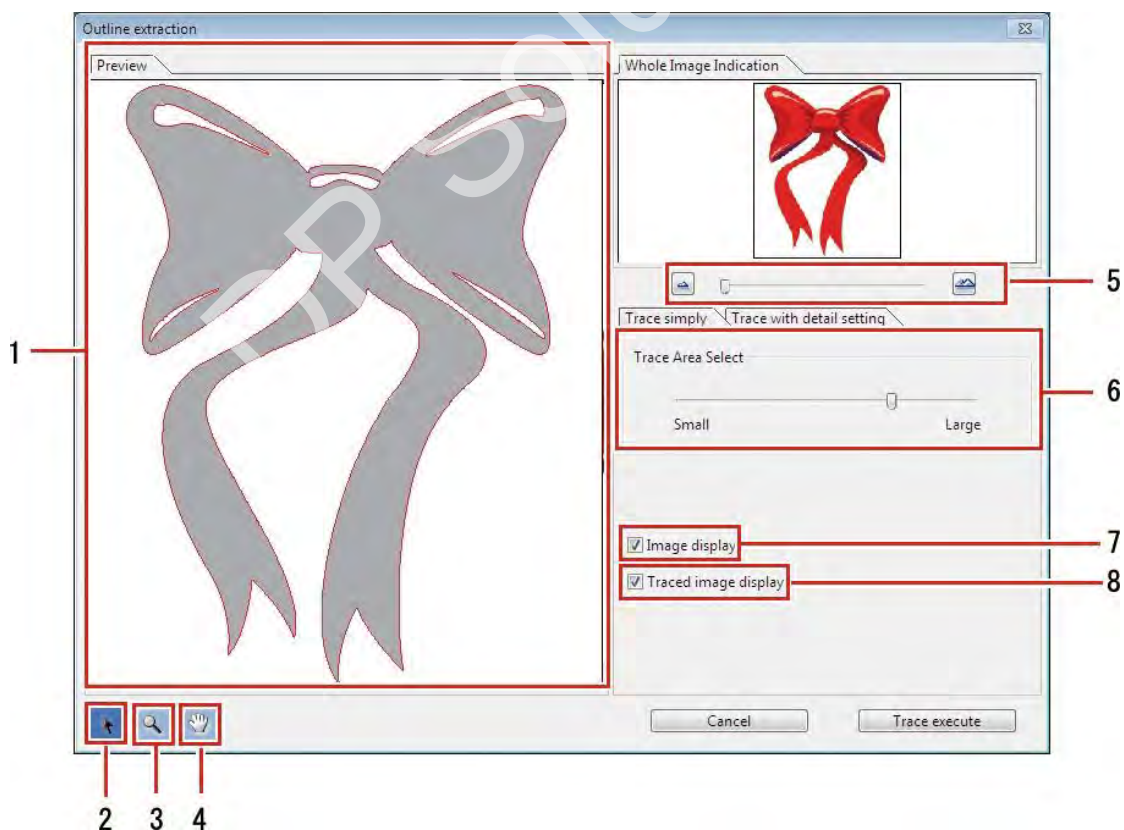 Outline extraction
Preview
Whole Image Indication
5
Trace simply
Trace with detail setting
1
Trace Area Select
6
Small
Large
Image display
7
Traced image display
8
Cancel
Trace execute
2
3
4